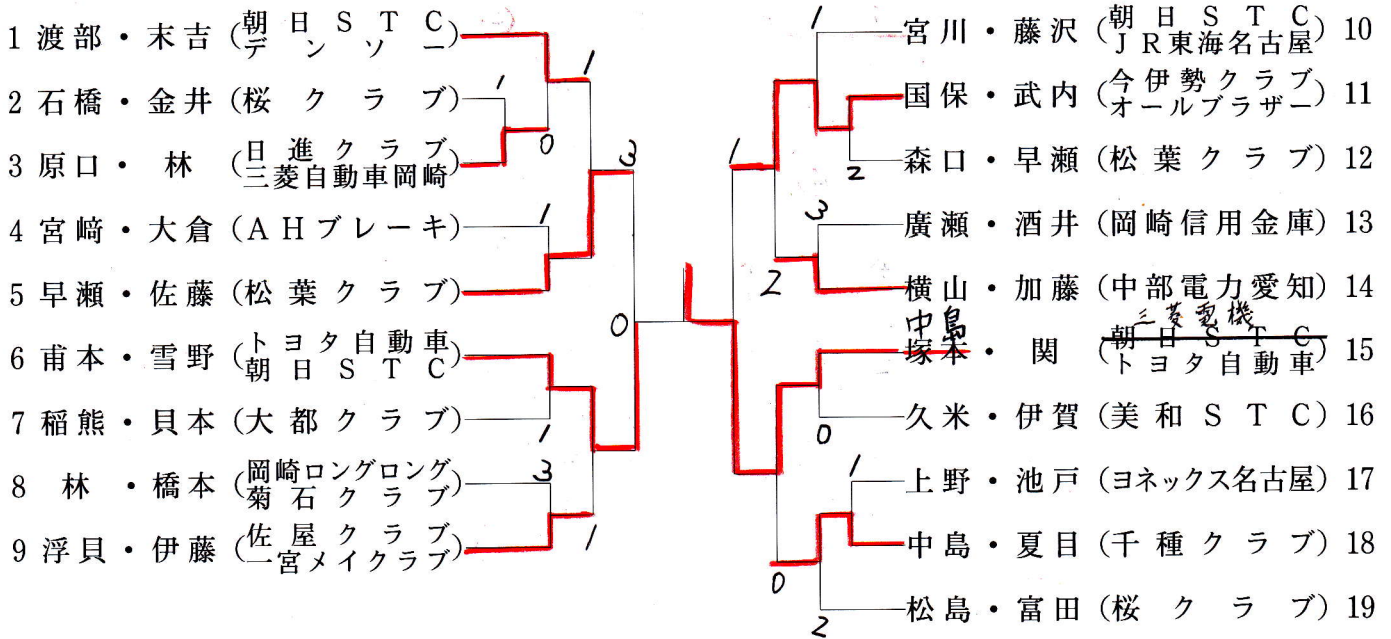 1 渡部・末吉 (朝日STC
デンソー)
2 石橋・金井 (桜クラブ)
3 原口・林 (日進クラブ
三菱自動車岡崎)
4 宮﨑・大倉 (AHブレーキ)
5 早瀬・佐藤 (松葉クラブ)
6 甫本・雪野 (トヨタ自動車
朝日STC)
7 稲熊・貝本 (大都クラブ)
8 林・橋本 (岡崎ロングロング
菊石クラブ)
9 浮貝・伊藤 (佐屋クラブ
一宮メイクラブ)
1
1
0
3
1
0
1
3
1
1
1
2
3
2
0
1
0
2
宮川・藤沢 (朝日STC
JR東海名古屋) 10
国保・武内 (今伊勢クラブ
オールブラザー) 11
森口・早瀬 (松葉クラブ) 12
廣瀬・酒井 (岡崎信用金庫) 13
横山・加藤 (中部電力愛知) 14
中島 三菱電機
塚本・関 (朝日STC
トヨタ自動車) 15
久米・伊賀 (美和STC) 16
上野・池戸 (ヨネックス名古屋) 17
中島・夏目 (千種クラブ) 18
松島・富田 (桜クラブ) 19